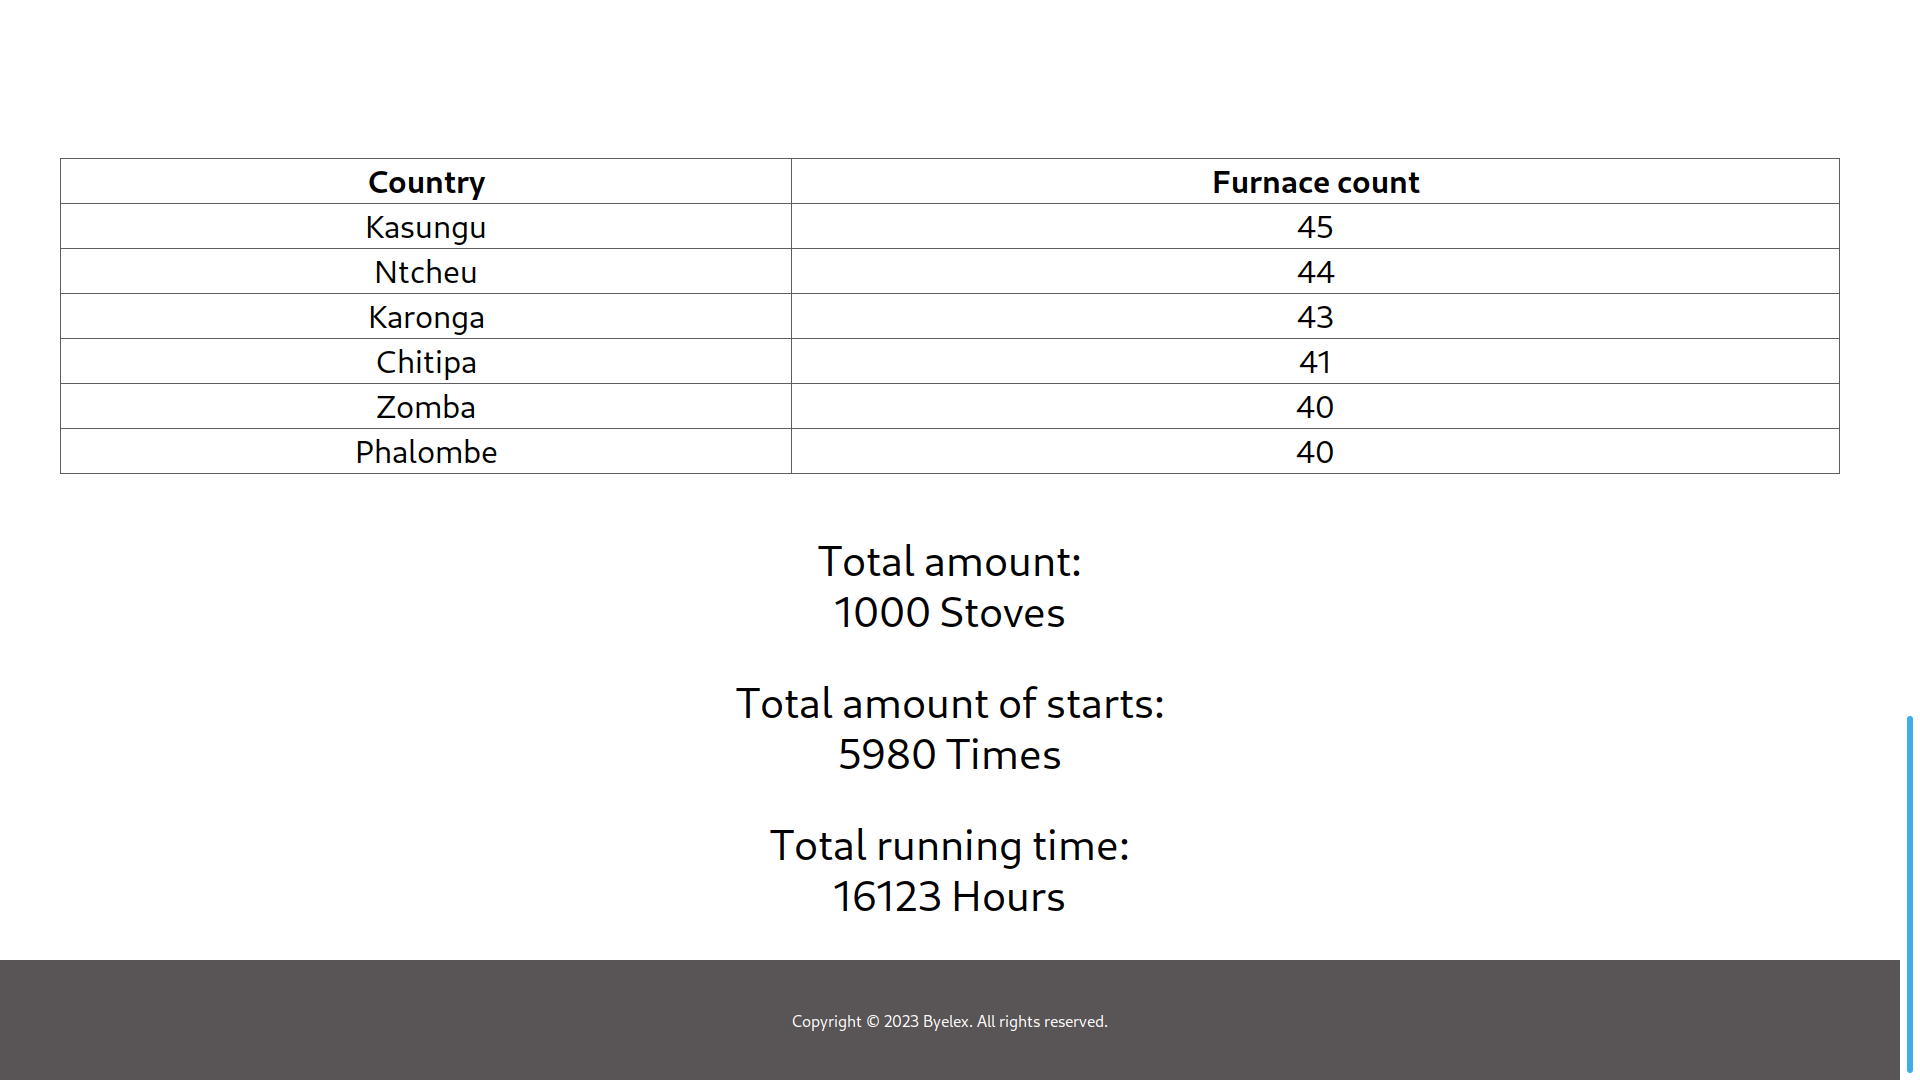 Country Furnace count
Kasungu 45
Ntcheu 44
Karonga 43
Chitipa 41
Zomba 40
Phalombe 40
Total amount:
1000 Stoves
Total amount of starts:
5980 Times
Total running time:
16123 Hours
Copyright © 2023 Byelex. All rights reserved.